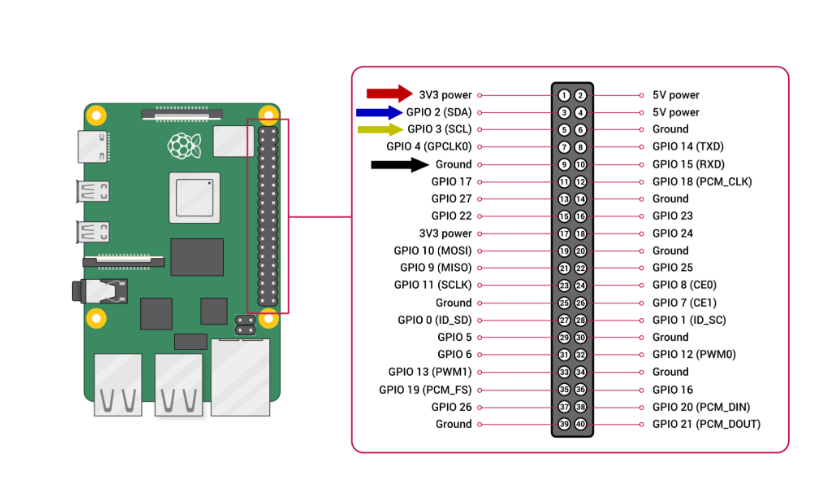 3V3 power 1 2 5V power
GPIO 2 (SDA) 3 4 5V power
GPIO 3 (SCL) 5 6 Ground
GPIO 4 (GPCLK0) 7 8 GPIO 14 (TXD)
Ground 9 10 GPIO 15 (RXD)
GPIO 17 11 12 GPIO 18 (PCM_CLK)
GPIO 27 13 14 Ground
GPIO 22 15 16 GPIO 23
3V3 power 17 18 GPIO 24
GPIO 10 (MOSI) 19 20 Ground
GPIO 9 (MISO) 21 22 GPIO 25
GPIO 11 (SCLK) 23 24 GPIO 8 (CE0)
Ground 25 26 GPIO 7 (CE1)
GPIO 0 (ID_SD) 27 28 GPIO 1 (ID_SC)
GPIO 5 29 30 Ground
GPIO 6 31 32 GPIO 12 (PWM0)
GPIO 13 (PWM1) 33 34 Ground
GPIO 19 (PCM_FS) 35 36 GPIO 16
GPIO 26 37 38 GPIO 20 (PCM_DIN)
Ground 39 40 GPIO 21 (PCM_DOUT)